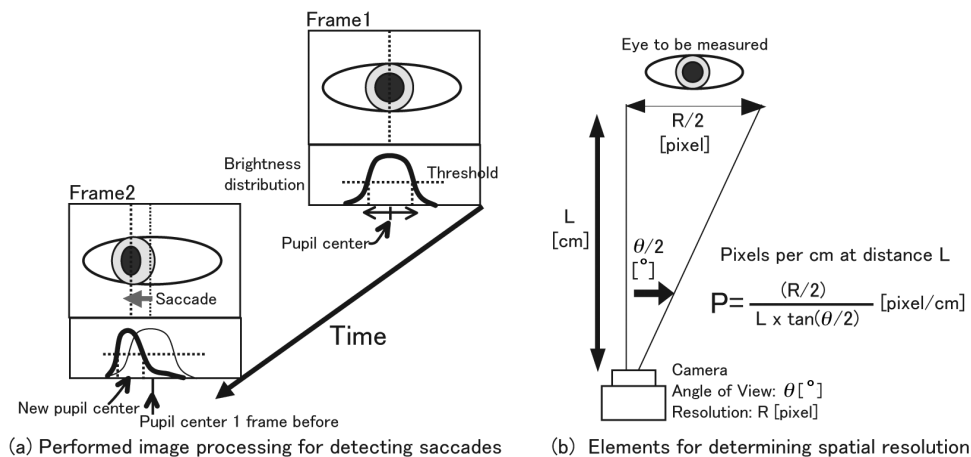 Frame1
Brightness
distribution
Threshold
Pupil center
Frame2
Saccade
New pupil center
Pupil center 1 frame before
Time
(a) Performed image processing for detecting saccades
Eye to be measured
R/2
[pixel]
L
[cm]
θ/2
[°]
Pixels per cm at distance L
P= (R/2) / L x tan(θ/2) [pixel/cm]
Camera
Angle of View: θ[°]
Resolution: R [pixel]
(b) Elements for determining spatial resolution